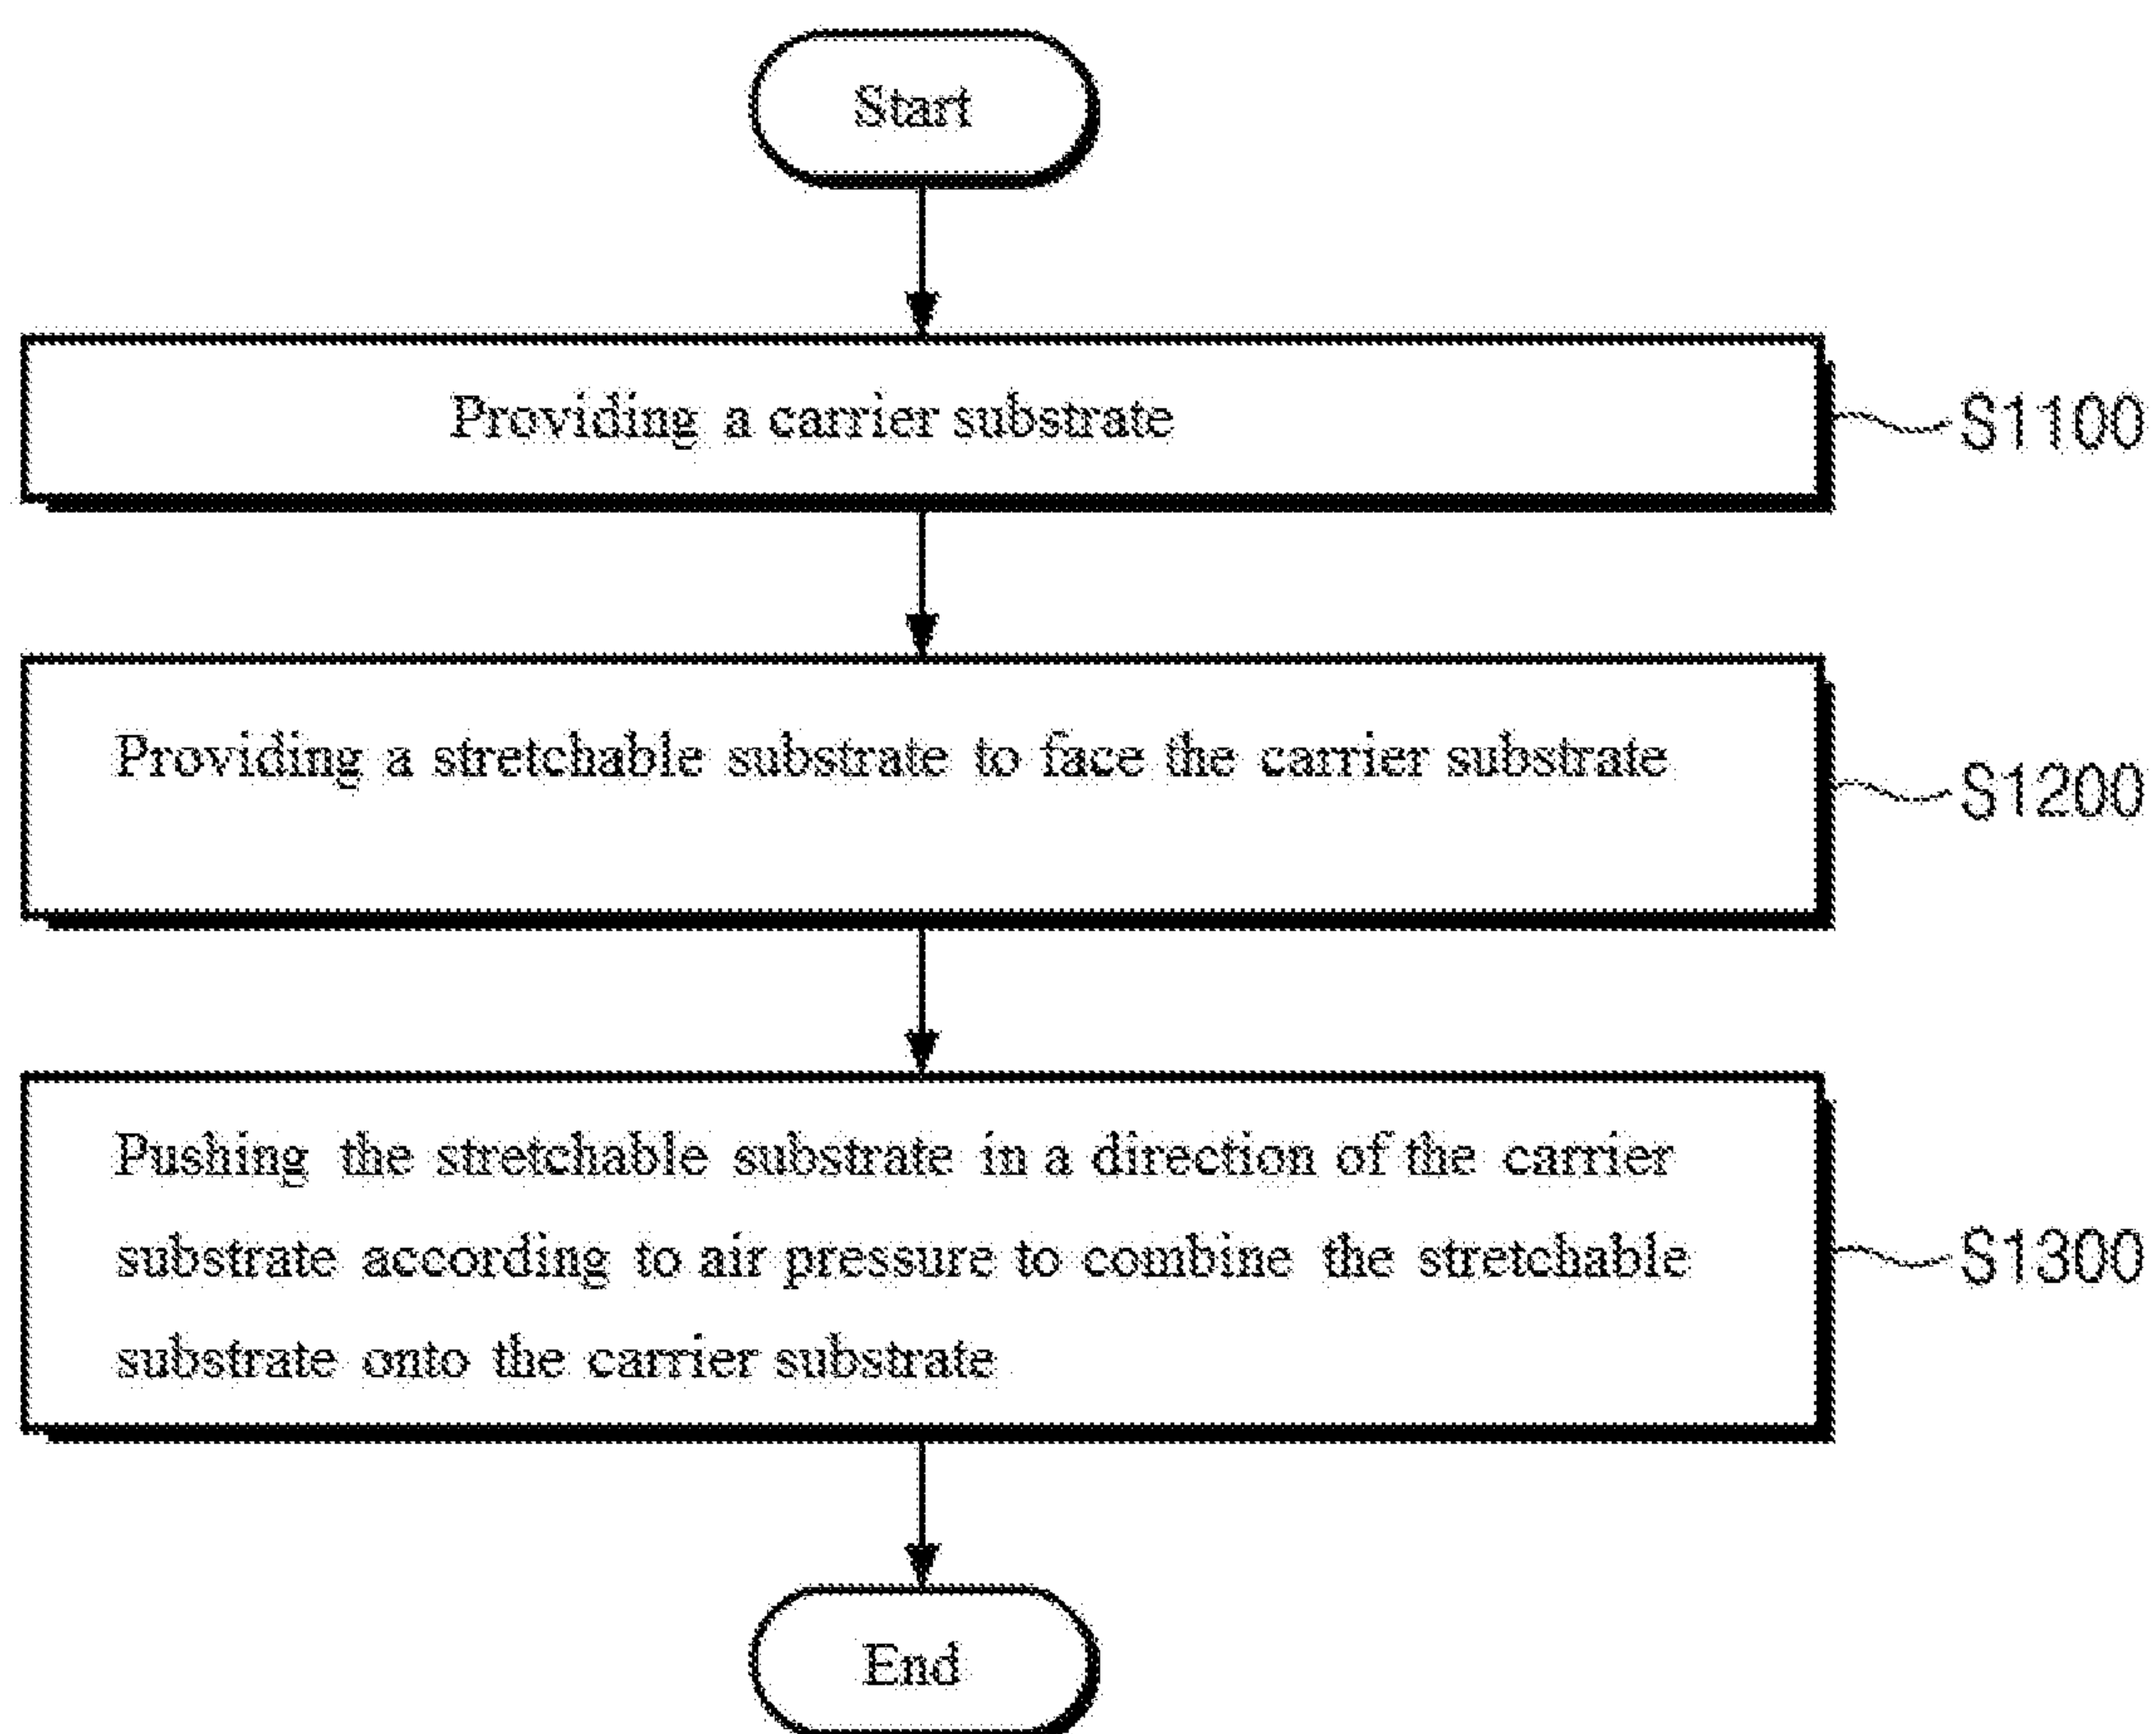 Start
Providing a carrier substrate
S1100
Providing a stretchable substrate to face the carrier substrate
S1200
Pushing the stretchable substrate in a direction of the carrier
substrate according to air pressure to combine the stretchable
substrate onto the carrier substrate
S1300
End